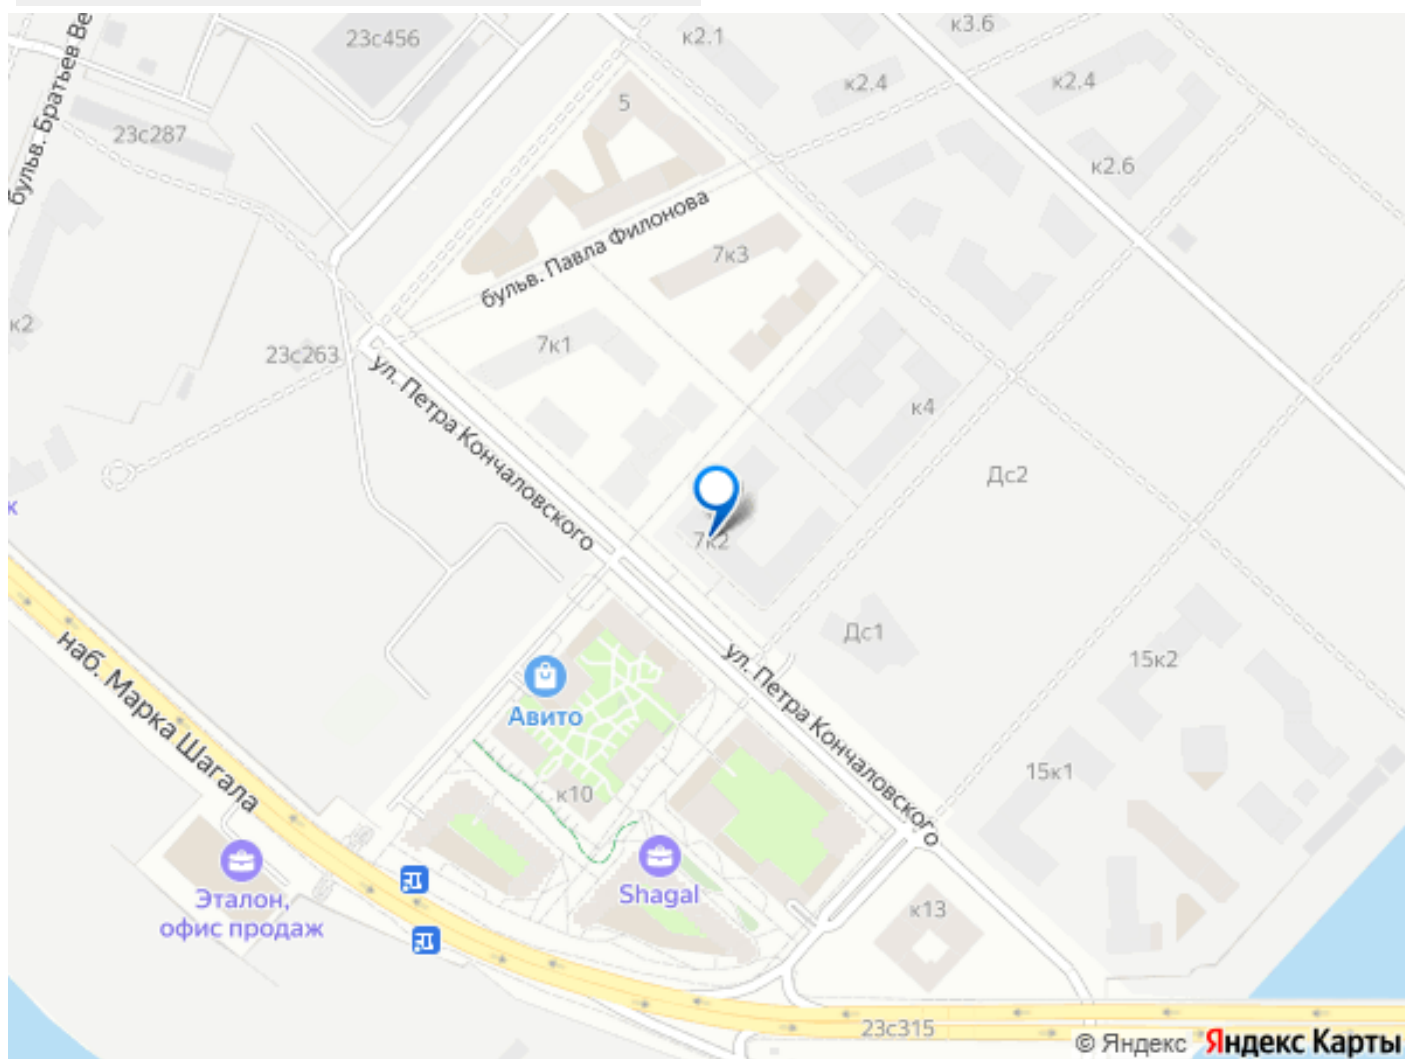 бульв. Братьев Ве
23с456
к2.1
к3.6
к2.4
к2.4
5
23с287
к2.6
бульв. Павла Филонова
7к3
к2
7к1
23с263
ул. Петра Кончаловского
к4
Дс2
к
7к2
Дс1
ул. Петра Кончаловского
15к2
наб. Марка Шагала
Авито
15к1
к10
Эталон,
офис продаж
Shagal
к13
23с315
© Яндекс Яндекс Карты